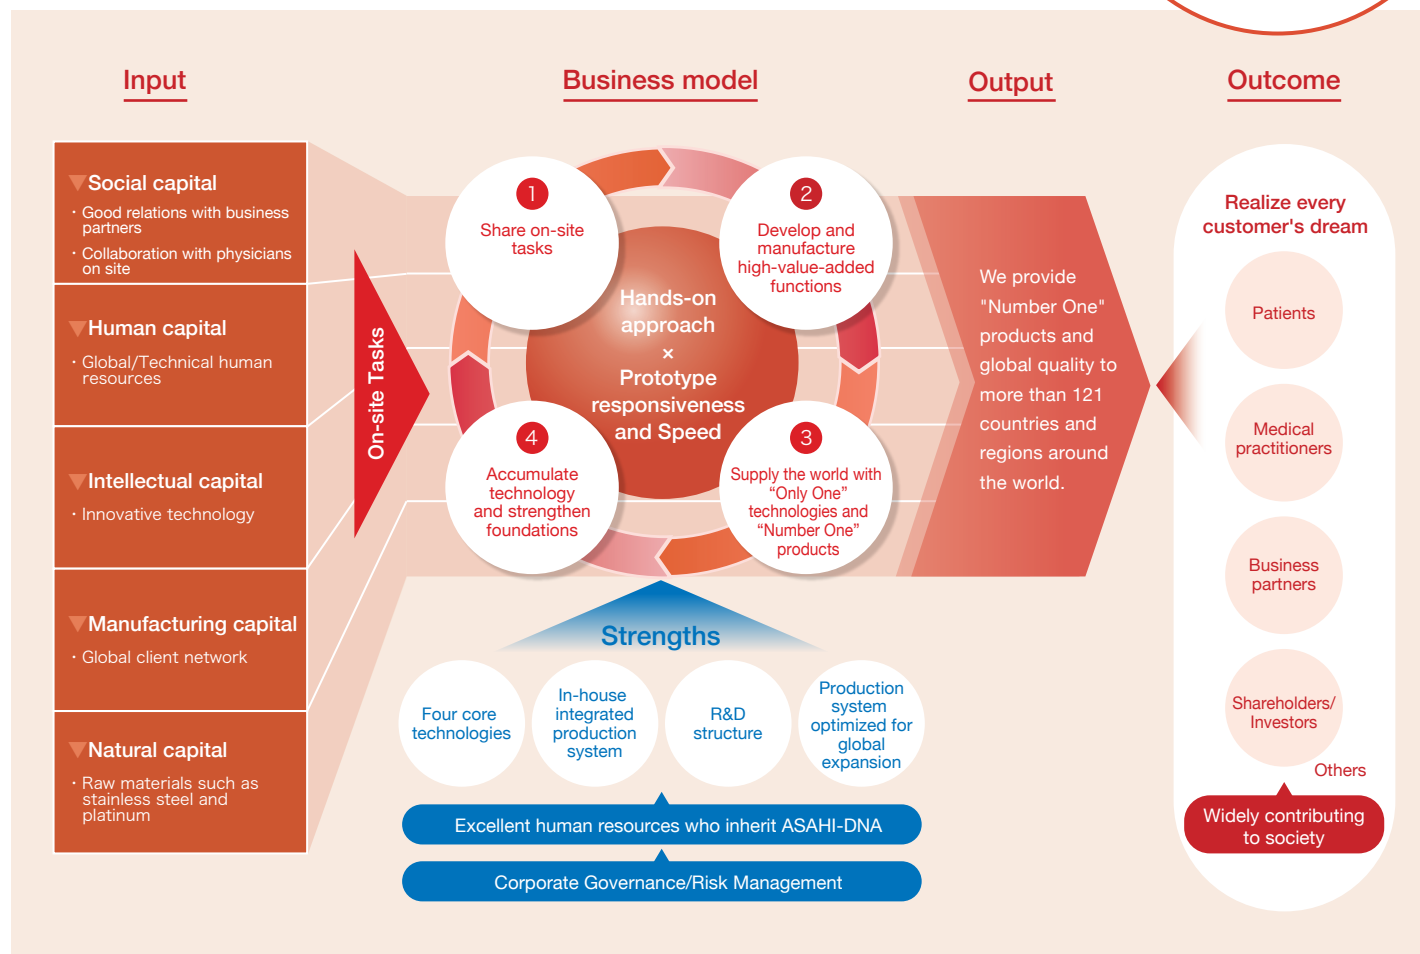 Input
Business model
Output
Outcome
▼Social capital
・Good relations with business
partners
・Collaboration with physicians
on site
▼Human capital
・Global/Technical human
resources
▼Intellectual capital
・Innovative technology
▼Manufacturing capital
・Global client network
▼Natural capital
・Raw materials such as
stainless steel and
platinum
On-site Tasks
1
Share on-site
tasks
2
Develop and
manufacture
high-value-added
functions
Hands-on
approach
×
Prototype
responsiveness
and Speed
4
Accumulate
technology
and strengthen
foundations
3
Supply the world with
“Only One”
technologies and
“Number One”
products
Strengths
Four core
technologies
In-house
integrated
production
system
R&D
structure
Production
system
optimized for
global
expansion
Excellent human resources who inherit ASAHI-DNA
Corporate Governance/Risk Management
We provide
"Number One"
products and
global quality to
more than 121
countries and
regions around
the world.
Realize every
customer's dream
Patients
Medical
practitioners
Business
partners
Shareholders/
Investors
Others
Widely contributing
to society